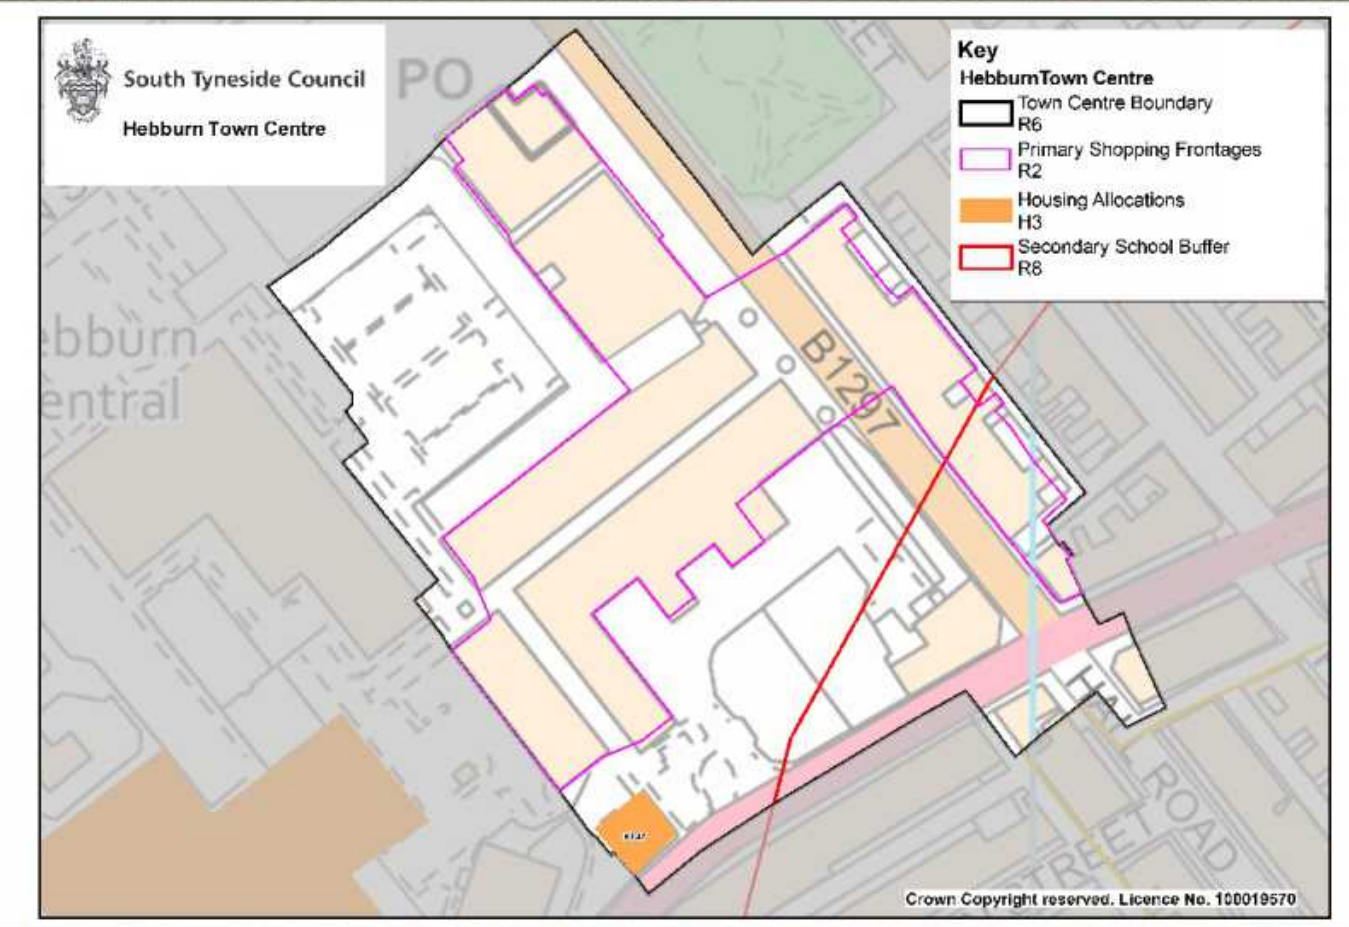 South Tyneside Council
Hebburn Town Centre
PO
Key
HebburnTown Centre
Town Centre Boundary
R6
Primary Shopping Frontages
R2
Housing Allocations
H3
Secondary School Buffer
R8
ebburn
entral
B1297
ROAD
Crown Copyright reserved. Licence No. 100019570